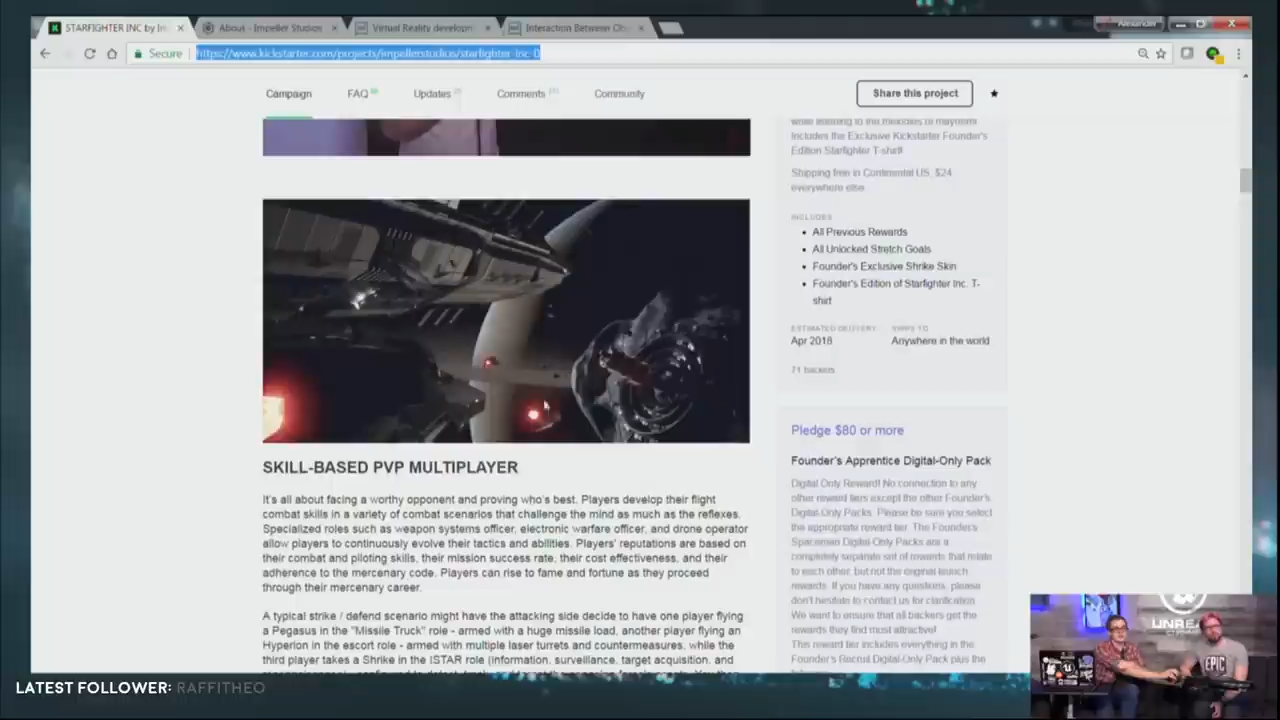 STARFIGHTER INC by Im
About - Impeller Studios
Virtual Reality developm
Interaction Between Obj
Alexander
Secure
https://www.kickstarter.com/projects/impellerstudios/starfighter-inc-0
Campaign
FAQ
Updates
Comments
Community
Share this project
while listening to the melodies of mayhem!
Includes the Exclusive Kickstarter Founder's
Edition Starfighter T-shirt!
Shipping free in Continental US, $24
everywhere else.
INCLUDES
All Previous Rewards
All Unlocked Stretch Goals
Founder's Exclusive Shrike Skin
Founder's Edition of Starfighter Inc. T-
shirt
ESTIMATED DELIVERY
SHIPS TO
Apr 2018
Anywhere in the world
71 backers
Pledge $80 or more
Founder's Apprentice Digital-Only Pack
Digital Only Reward! No connection to any
other reward tiers except the other Founder's
Digital-Only Packs. Please be sure you select
the appropriate reward tier. The Founder's
Spaceman Digital-Only Packs are a
completely separate set of rewards that relate
to each other, but not the original launch
rewards. If you have any questions, please
don't hesitate to contact us for clarification.
We want to ensure that all backers get the
rewards they find most attractive!
This reward tier includes everything in the
Founder's Recruit Digital-Only Pack plus the
SKILL-BASED PVP MULTIPLAYER
It's all about facing a worthy opponent and proving who's best. Players develop their flight
combat skills in a variety of combat scenarios that challenge the mind as much as the reflexes.
Specialized roles such as weapon systems officer, electronic warfare officer, and drone operator
allow players to continuously evolve their tactics and abilities. Players' reputations are based on
their combat and piloting skills, their mission success rate, their cost effectiveness, and their
adherence to the mercenary code. Players can rise to fame and fortune as they proceed
through their mercenary career.
A typical strike / defend scenario might have the attacking side decide to have one player flying
a Pegasus in the "Missile Truck" role - armed with a huge missile load, another player flying an
Hyperion in the escort role - armed with multiple laser turrets and countermeasures, while the
third player takes a Shrike in the ISTAR role (information, surveillance, target acquisition, and
UNREA
EPIC
LATEST FOLLOWER: RAFFITHEO